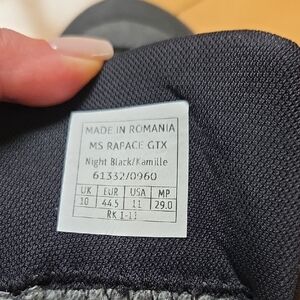 MADE IN ROMANIA
MS RAPACE GTX
Night Black/Kamille
61332/0960
UK EUR USA MP
10 44.5 11 29.0
RK 1-11